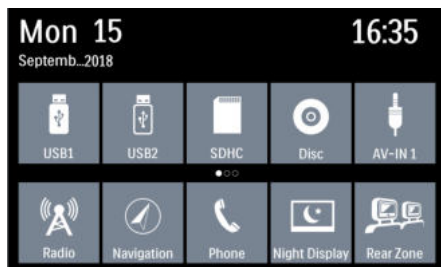 Mon 15
16:35
Septemb...2018
USB1 USB2 SDHC Disc AV-IN 1
Radio Navigation Phone Night Display Rear Zone